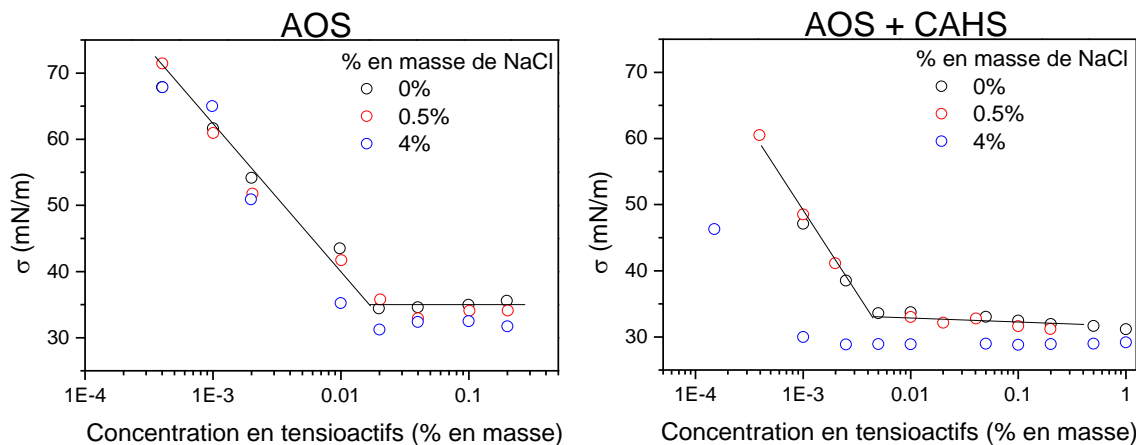 AOS
% en masse de NaCl
0%
0.5%
4%
σ (mN/m)
70
60
50
40
30
1E-4
1E-3
0.01
0.1
Concentration en tensioactifs (% en masse)
AOS + CAHS
% en masse de NaCl
0%
0.5%
4%
σ (mN/m)
70
60
50
40
30
1E-4
1E-3
0.01
0.1
1
Concentration en tensioactifs (% en masse)